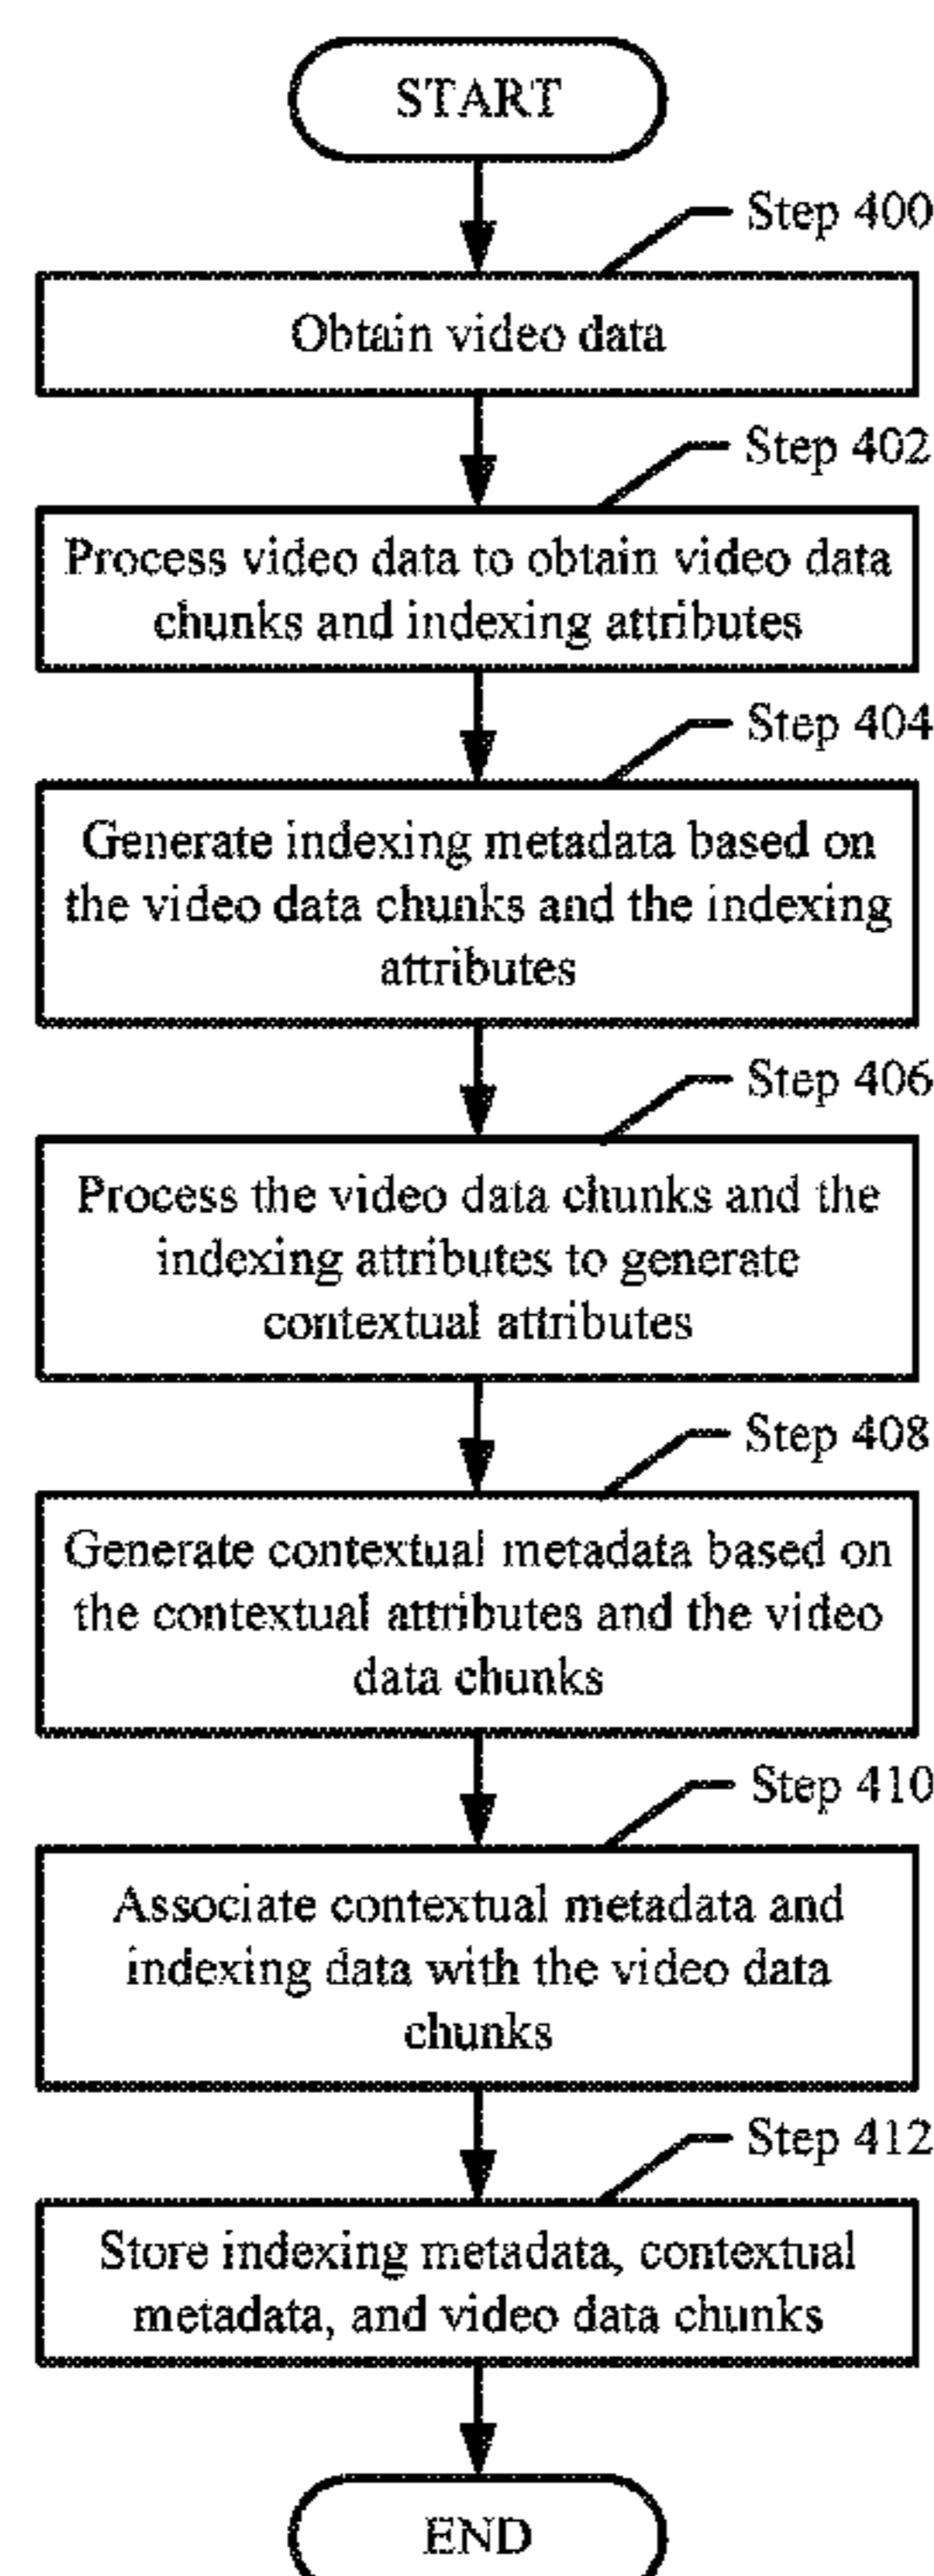 START
Step 400
Obtain video data
Step 402
Process video data to obtain video data
chunks and indexing attributes
Step 404
Generate indexing metadata based on
the video data chunks and the indexing
attributes
Step 406
Process the video data chunks and the
indexing attributes to generate
contextual attributes
Step 408
Generate contextual metadata based on
the contextual attributes and the video
data chunks
Step 410
Associate contextual metadata and
indexing data with the video data
chunks
Step 412
Store indexing metadata, contextual
metadata, and video data chunks
END